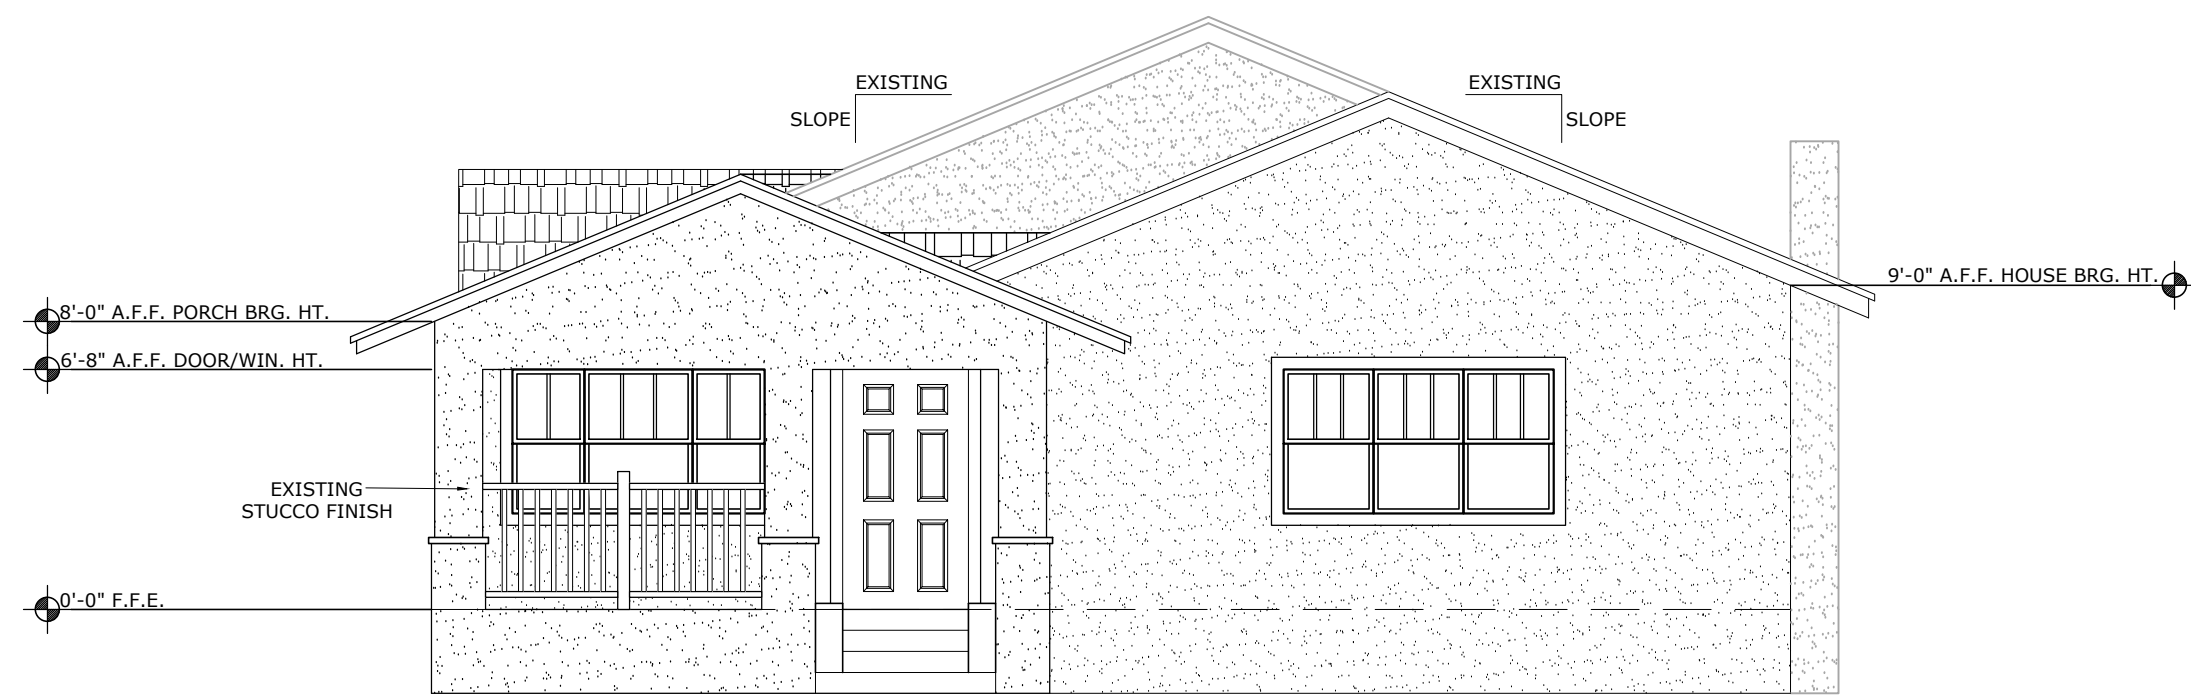 EXISTING
SLOPE
EXISTING
SLOPE
9'-0" A.F.F. HOUSE BRG. HT.
8'-0" A.F.F. PORCH BRG. HT.
6'-8" A.F.F. DOOR/WIN. HT.
EXISTING
STUCCO FINISH
0'-0" F.F.E.